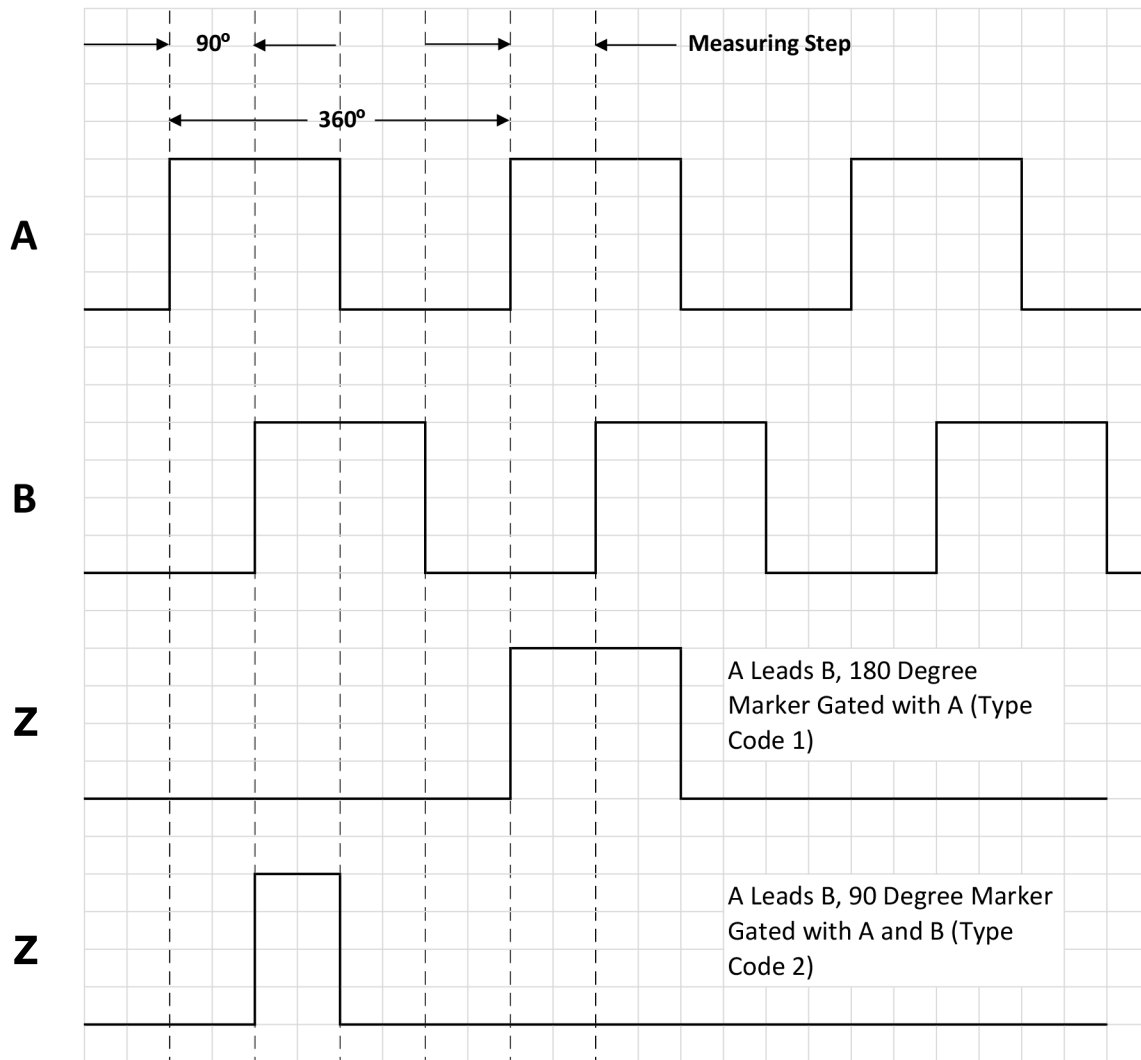 90º
Measuring Step
360º
A
B
Z
A Leads B, 180 Degree
Marker Gated with A (Type
Code 1)
Z
A Leads B, 90 Degree Marker
Gated with A and B (Type
Code 2)